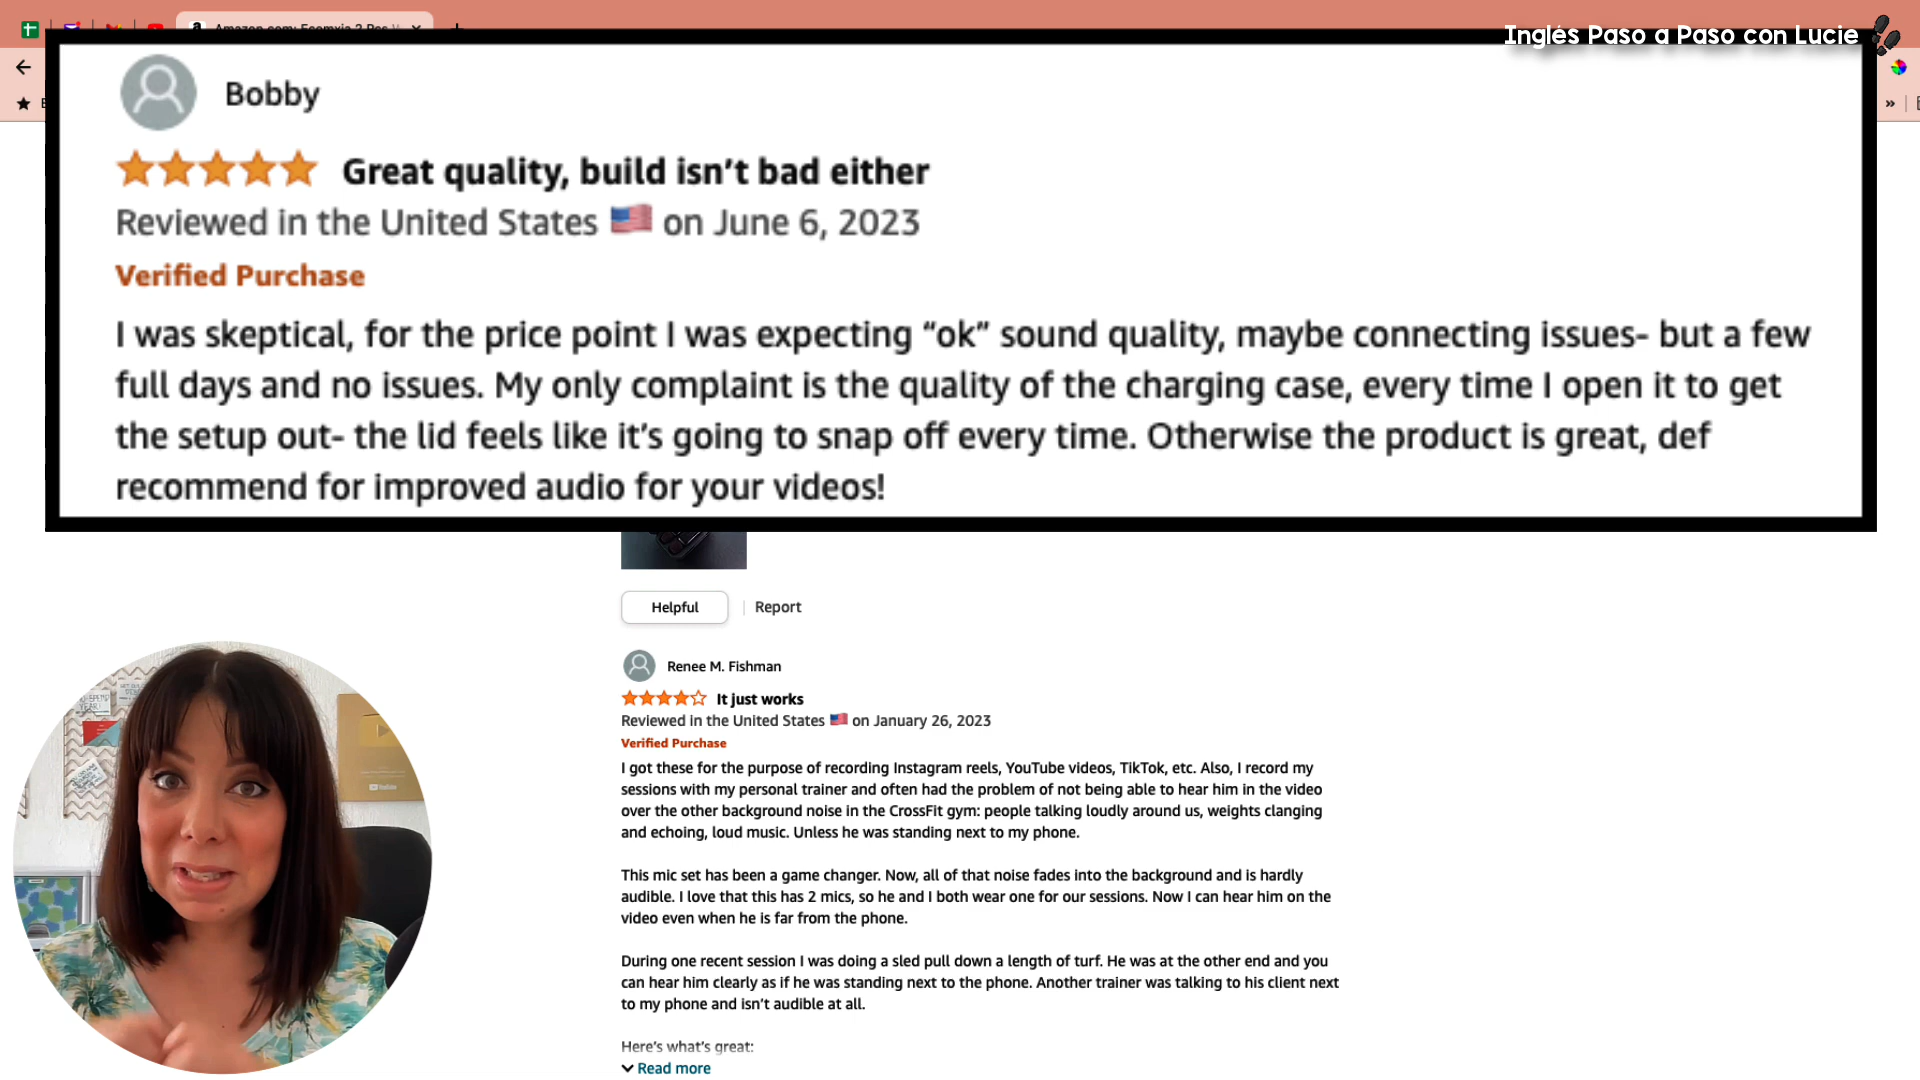 Amazon.com: Ecomxia 2 Pcs
Inglés Paso a Paso con Lucie
Bobby
Great quality, build isn't bad either
Reviewed in the United States on June 6, 2023
Verified Purchase
I was skeptical, for the price point I was expecting “ok” sound quality, maybe connecting issues- but a few
full days and no issues. My only complaint is the quality of the charging case, every time I open it to get
the setup out- the lid feels like it’s going to snap off every time. Otherwise the product is great, def
recommend for improved audio for your videos!
Helpful
Report
Renee M. Fishman
It just works
Reviewed in the United States on January 26, 2023
Verified Purchase
I got these for the purpose of recording Instagram reels, YouTube videos, TikTok, etc. Also, I record my
sessions with my personal trainer and often had the problem of not being able to hear him in the video
over the other background noise in the CrossFit gym: people talking loudly around us, weights clanging
and echoing, loud music. Unless he was standing next to my phone.
This mic set has been a game changer. Now, all of that noise fades into the background and is hardly
audible. I love that this has 2 mics, so he and I both wear one for our sessions. Now I can hear him on the
video even when he is far from the phone.
During one recent session I was doing a sled pull down a length of turf. He was at the other end and you
can hear him clearly as if he was standing next to the phone. Another trainer was talking to his client next
to my phone and isn’t audible at all.
Here’s what’s great:
Read more
YouTube